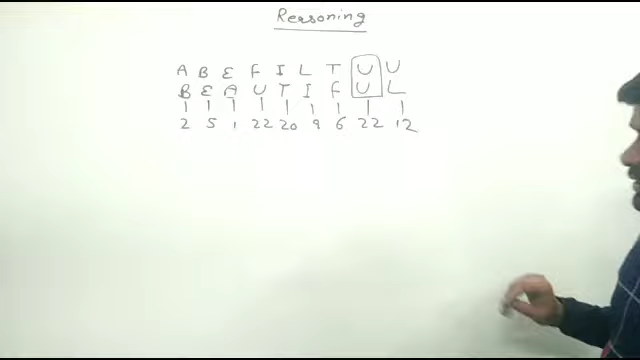 Reasoning
A B E F I L T U U
B E A U T I F U L
2 5 1 22 20 9 6 22 12